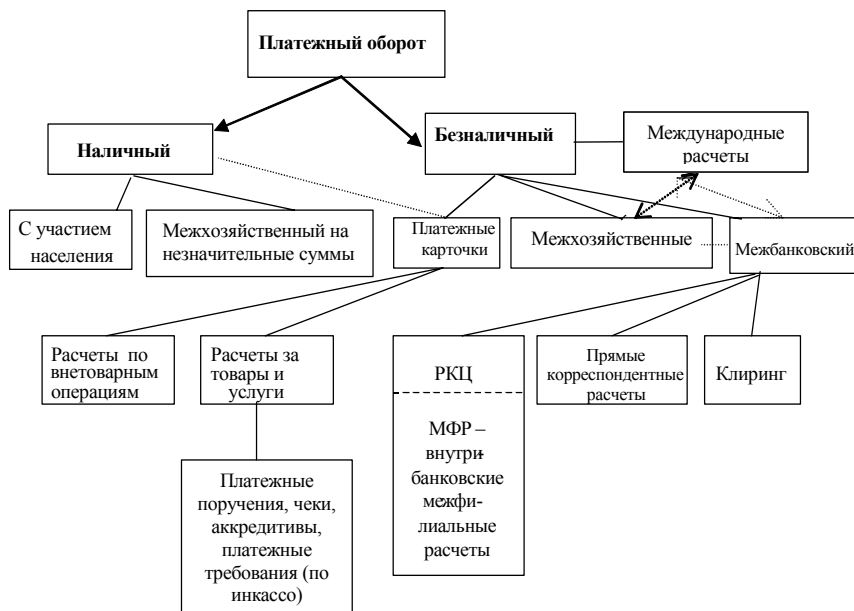 Платежный оборот
Наличный
Безналичный
Международные
расчеты
С участием
населения
Межхозяйственный на
незначительные суммы
Платежные
карточки
Межхозяйственные
Межбанковский
Расчеты по
внетоварным
операциям
Расчеты за
товары и
услуги
РКЦ
МФР –
внутри-
банковские
межфи-
лиальные
расчеты
Прямые
корреспондентные
расчеты
Клиринг
Платежные
поручения, чеки,
аккредитивы,
платежные
требования (по
инкассо)